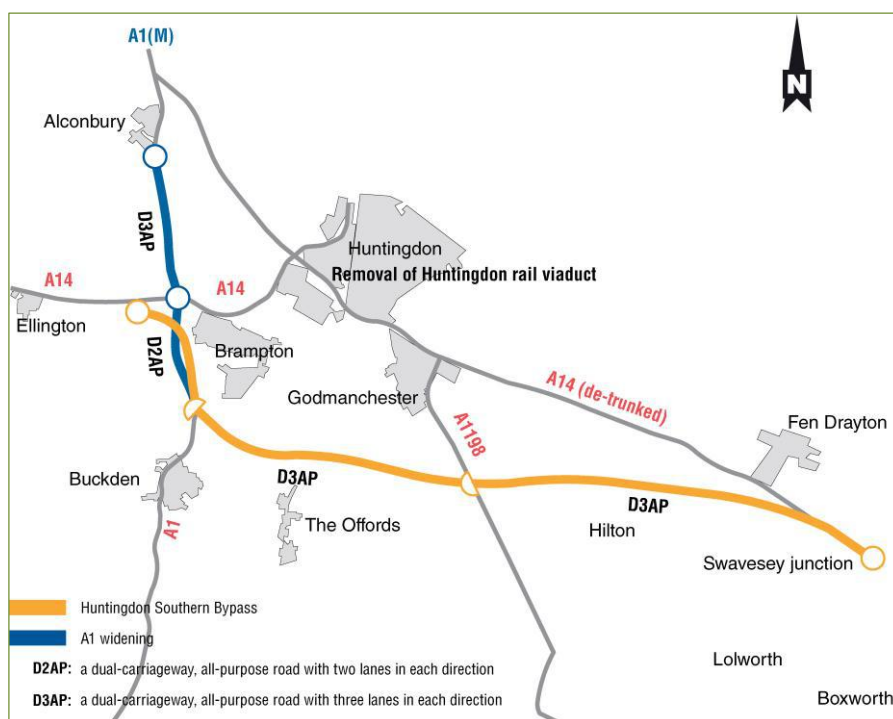 A1(M)
N
Alconbury
D3AP
Huntingdon
Removal of Huntingdon rail viaduct
A14
A14
Ellington
D2AP
Brampton
Godmanchester
A14 (de-trunked)
A1198
Fen Drayton
Buckden
D3AP
A1
The Offords
D3AP
Hilton
Swavesey junction
Huntingdon Southern Bypass
A1 widening
Lolworth
D2AP: a dual-carriageway, all-purpose road with two lanes in each direction
Boxworth
D3AP: a dual-carriageway, all-purpose road with three lanes in each direction